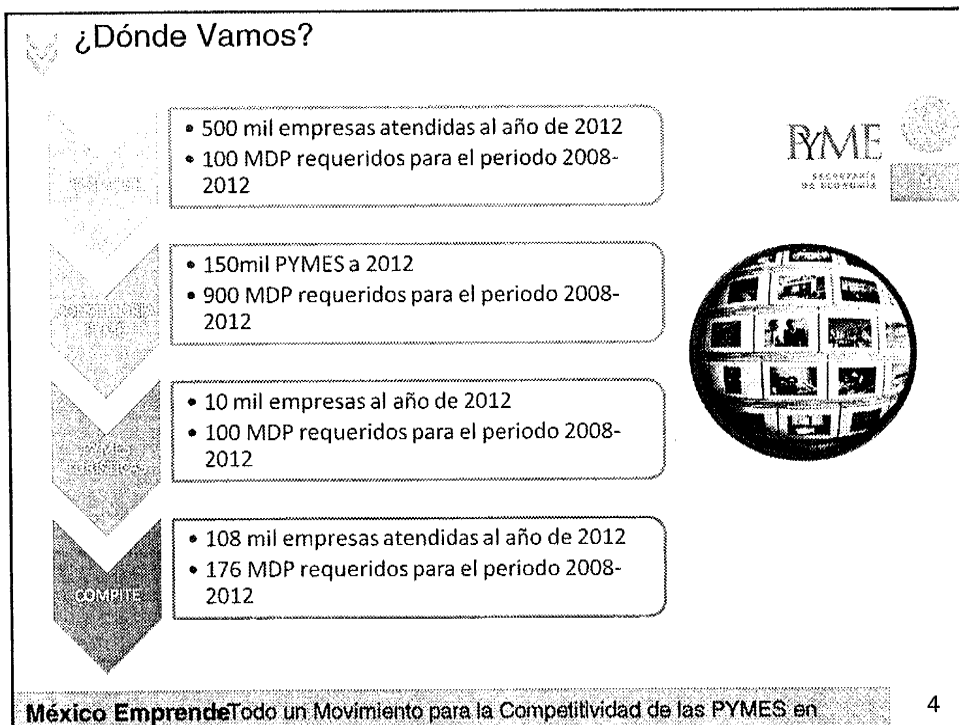 ¿Dónde Vamos?
• 500 mil empresas atendidas al año de 2012
• 100 MDP requeridos para el periodo 2008-
2012
PYME
SECRETARÍA
DE ECONOMÍA
• 150mil PYMES a 2012
• 900 MDP requeridos para el periodo 2008-
2012
• 10 mil empresas al año de 2012
• 100 MDP requeridos para el periodo 2008-
2012
PYMES
TURÍSTICAS
• 108 mil empresas atendidas al año de 2012
• 176 MDP requeridos para el periodo 2008-
2012
COMPITE
México EmprendeTodo un Movimiento para la Competitividad de las PYMES en
4